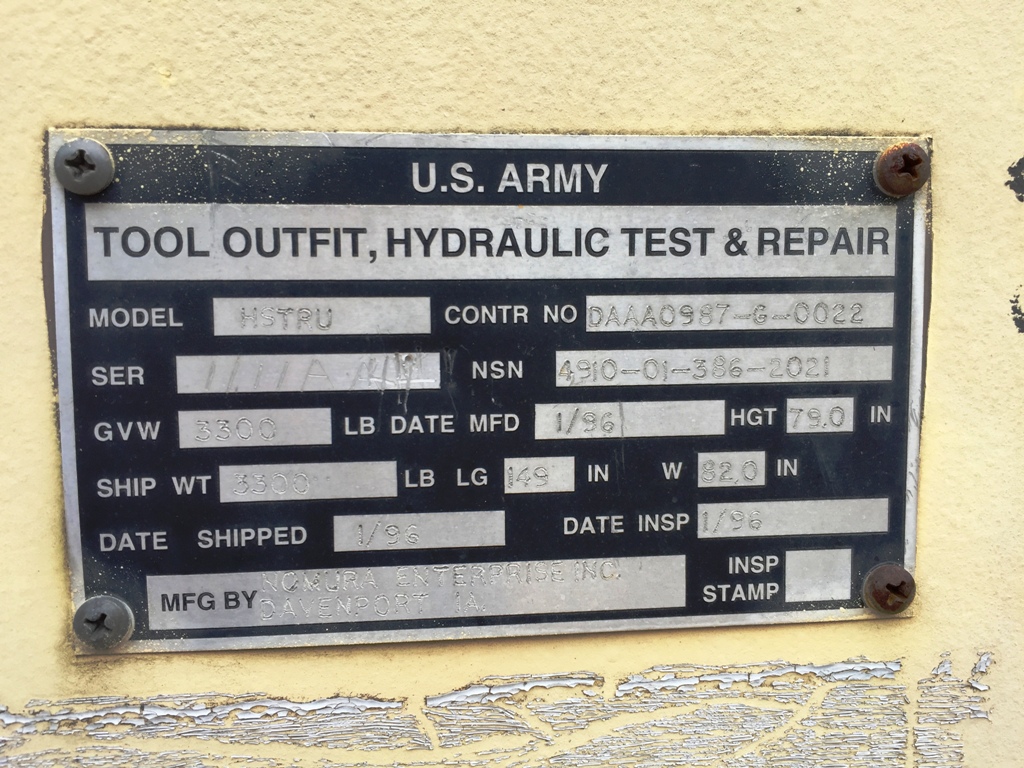 U.S. ARMY
TOOL OUTFIT, HYDRAULIC TEST & REPAIR
MODEL HSTRU CONTR NO DAAA0987-G-0022
SER NSN 4910-01-386-2021
GVW 3300 LB DATE MFD 1/96 HGT 79.0 IN
SHIP WT 3300 LB LG 149 IN W 82.0 IN
DATE SHIPPED 1/96 DATE INSP 1/96
MFG BY NOMURA ENTERPRISE INC.
DAVENPORT IA.
INSP
STAMP